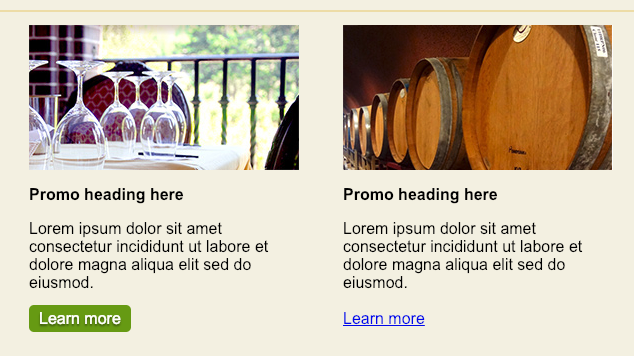 Promo heading here
Lorem ipsum dolor sit amet
consectetur incididunt ut labore et
dolore magna aliqua elit sed do
eiusmod.
Learn more
Promo heading here
Lorem ipsum dolor sit amet
consectetur incididunt ut labore et
dolore magna aliqua elit sed do
eiusmod.
Learn more